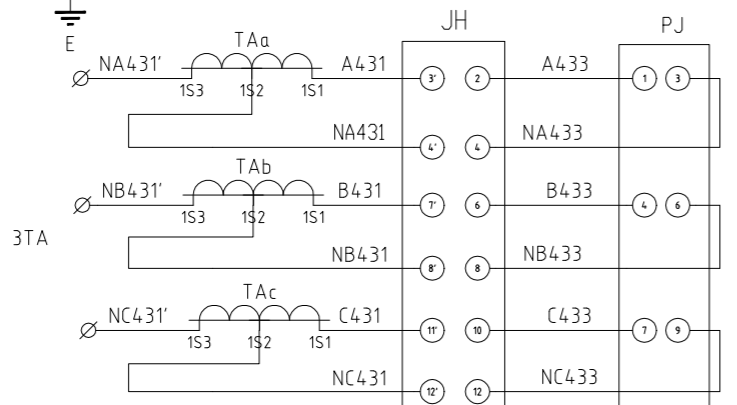 JH PJ
E
TAa
NA431' A431 A433
3' 2 1 3
1S3 1S2 1S1
NA431 NA433
4' 4
TAb
NB431' B431 B433
7' 6 4 6
1S3 1S2 1S1
3TA
NB431 NB433
8' 8
TAc
NC431' C431 C433
11' 10 7 9
1S3 1S2 1S1
NC431 NC433
12' 12